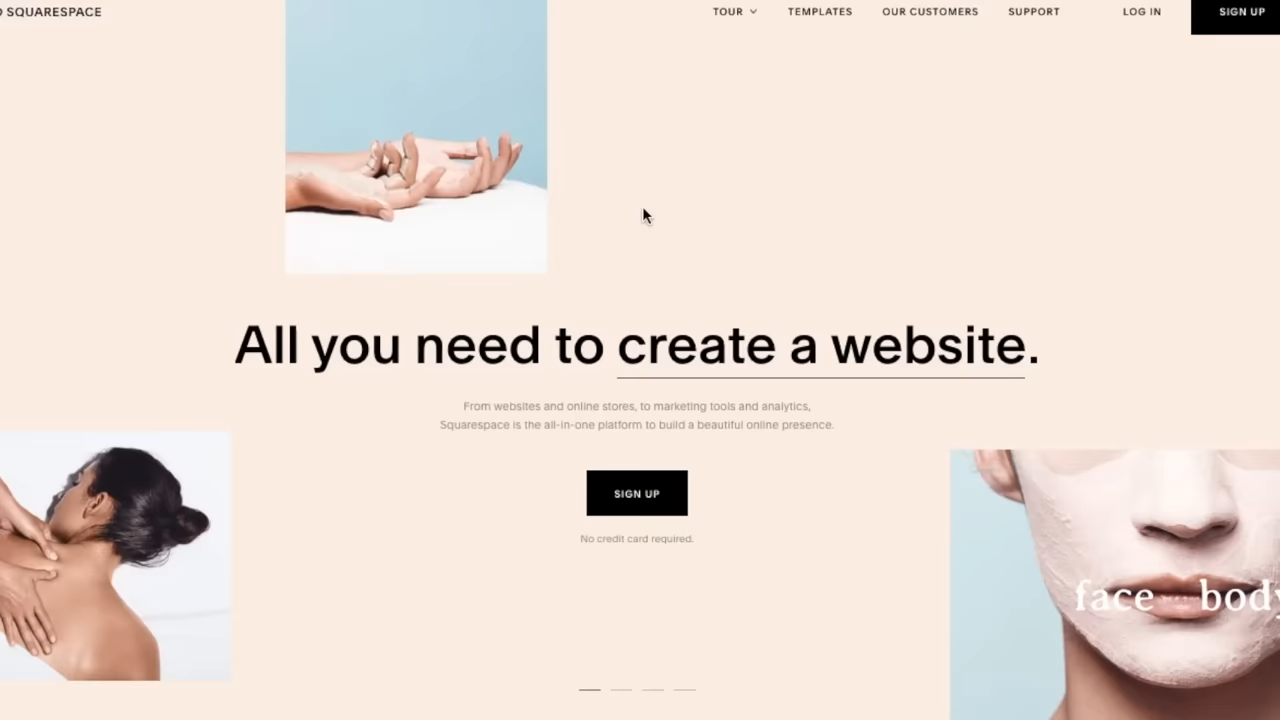 SQUARESPACE
TOUR
TEMPLATES
OUR CUSTOMERS
SUPPORT
LOG IN
SIGN UP
All you need to create a website.
From websites and online stores, to marketing tools and analytics,
Squarespace is the all-in-one platform to build a beautiful online presence.
SIGN UP
No credit card required.
face body